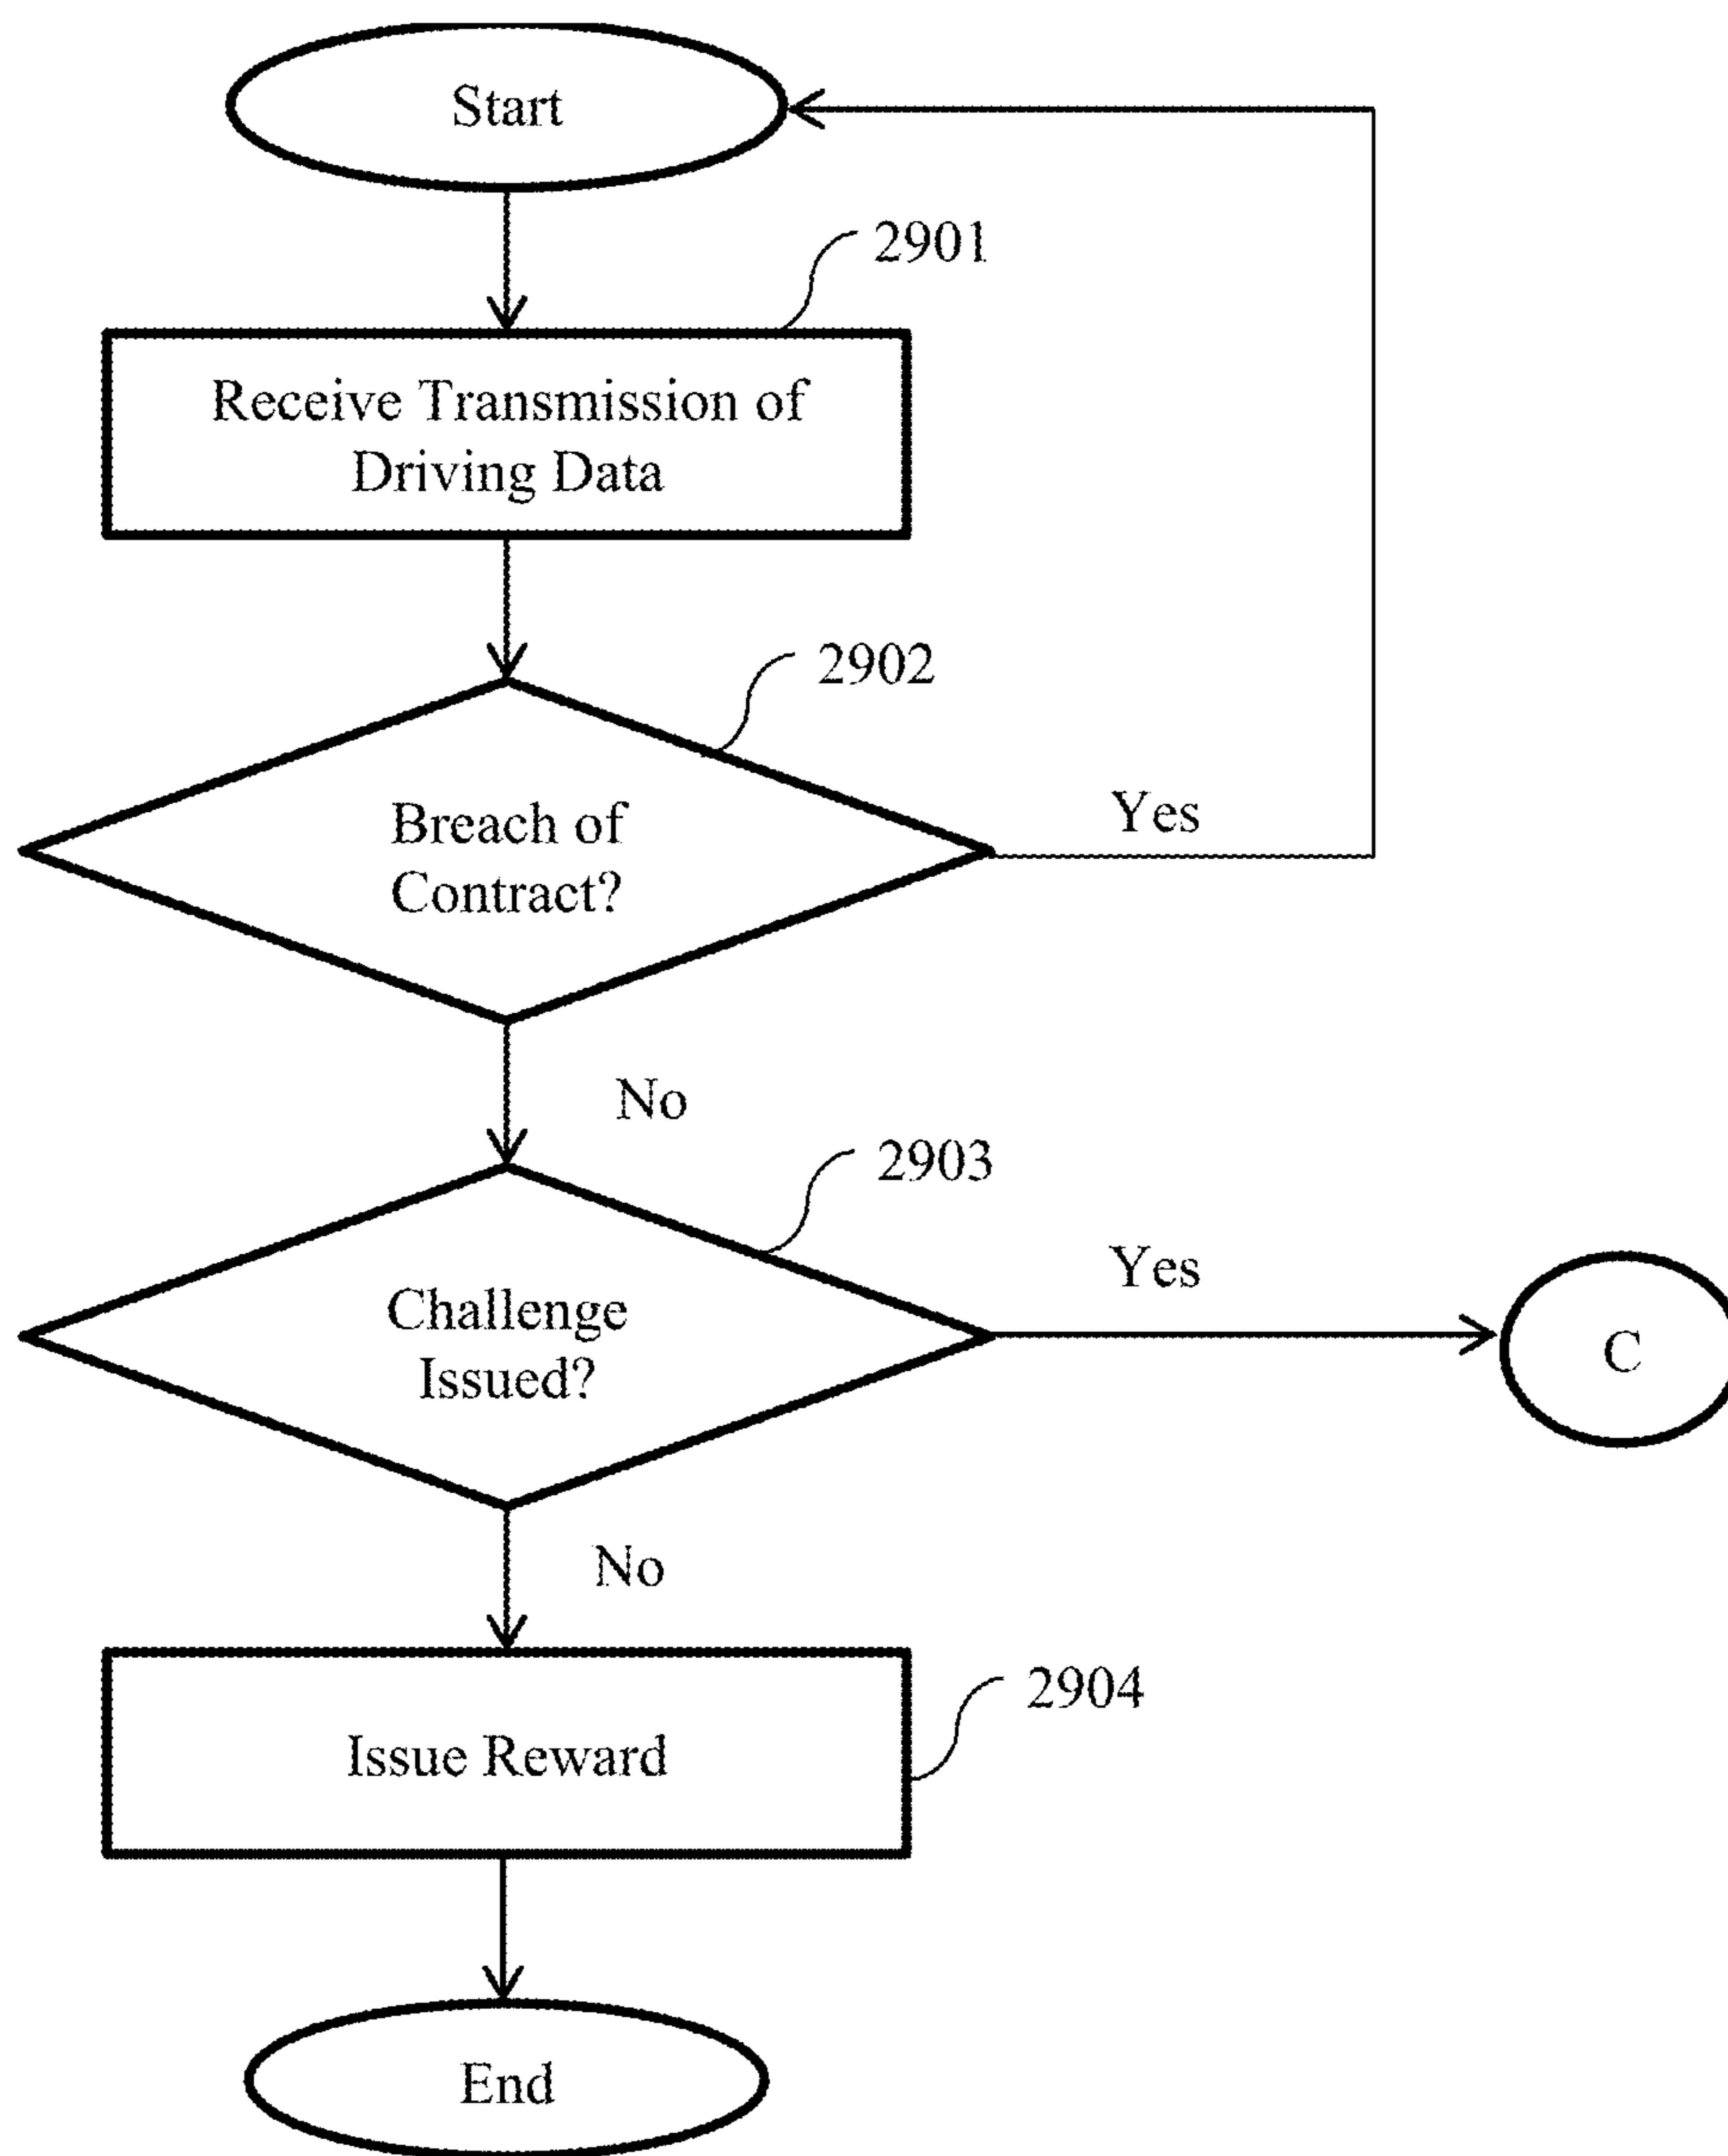 Start
2901
Receive Transmission of
Driving Data
2902
Breach of
Contract?
Yes
No
2903
Challenge
Issued?
Yes
C
No
2904
Issue Reward
End